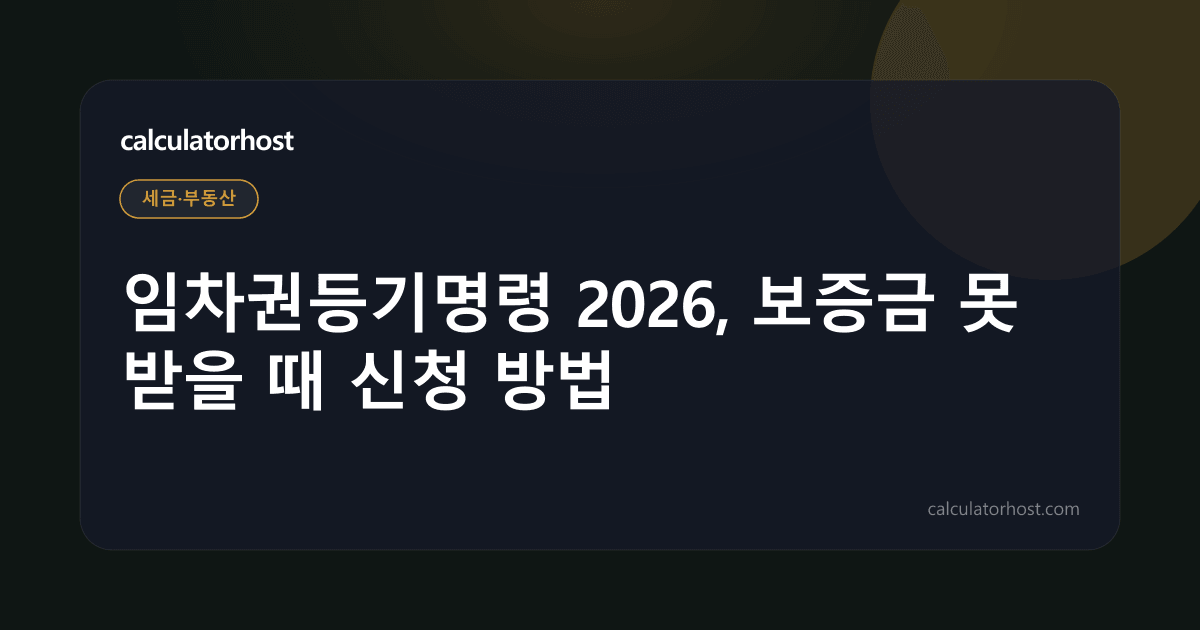 calculatorhost
세금·부동산
임차권등기명령 2026, 보증금 못
받을 때 신청 방법
calculatorhost.com